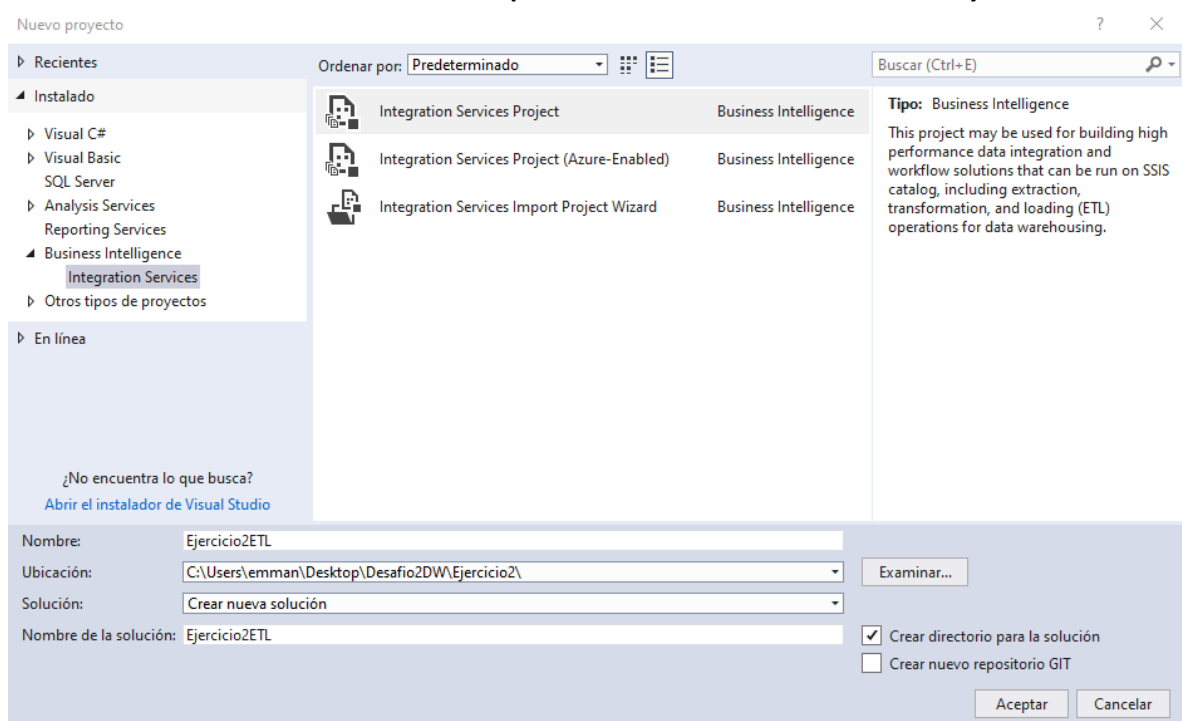 Nuevo proyecto
? ×
Recientes
Instalado
Visual C#
Visual Basic
SQL Server
Analysis Services
Reporting Services
Business Intelligence
Integration Services
Otros tipos de proyectos
En línea
¿No encuentra lo que busca?
Abrir el instalador de Visual Studio
Ordenar por: Predeterminado
Integration Services Project Business Intelligence
Integration Services Project (Azure-Enabled) Business Intelligence
Integration Services Import Project Wizard Business Intelligence
Buscar (Ctrl+E)
Tipo: Business Intelligence
This project may be used for building high
performance data integration and
workflow solutions that can be run on SSIS
catalog, including extraction,
transformation, and loading (ETL)
operations for data warehousing.
Nombre: Ejercicio2ETL
Ubicación: C:\Users\emman\Desktop\Desafio2DW\Ejercicio2\ Examinar...
Solución: Crear nueva solución
Nombre de la solución: Ejercicio2ETL
Crear directorio para la solución
Crear nuevo repositorio GIT
Aceptar Cancelar